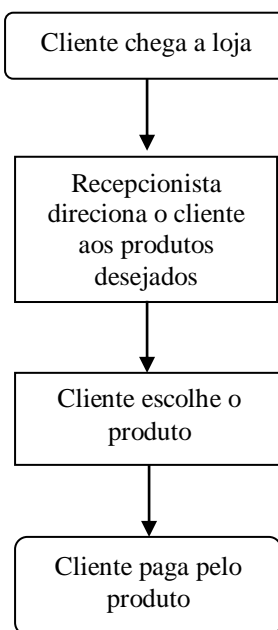 Cliente chega a loja
Recepcionista
direciona o cliente
aos produtos
desejados
Cliente escolhe o
produto
Cliente paga pelo
produto